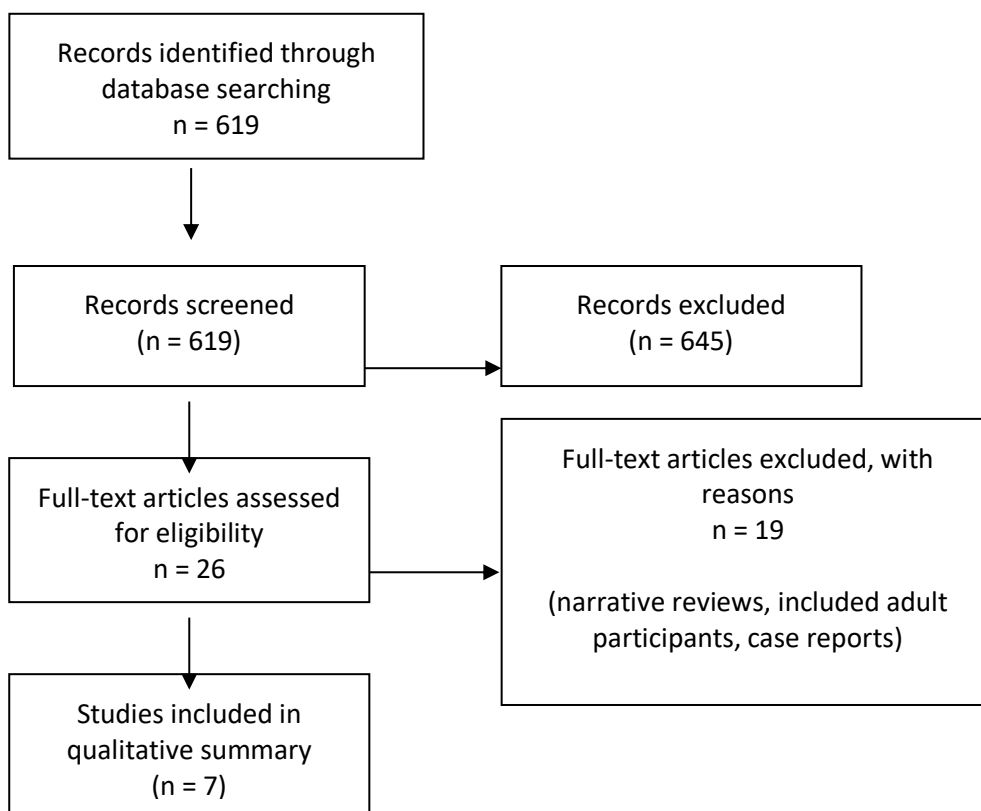 Records identified through
database searching
n = 619
Records screened
(n = 619)
Records excluded
(n = 645)
Full-text articles assessed
for eligibility
n = 26
Full-text articles excluded, with
reasons
n = 19
(narrative reviews, included adult
participants, case reports)
Studies included in
qualitative summary
(n = 7)